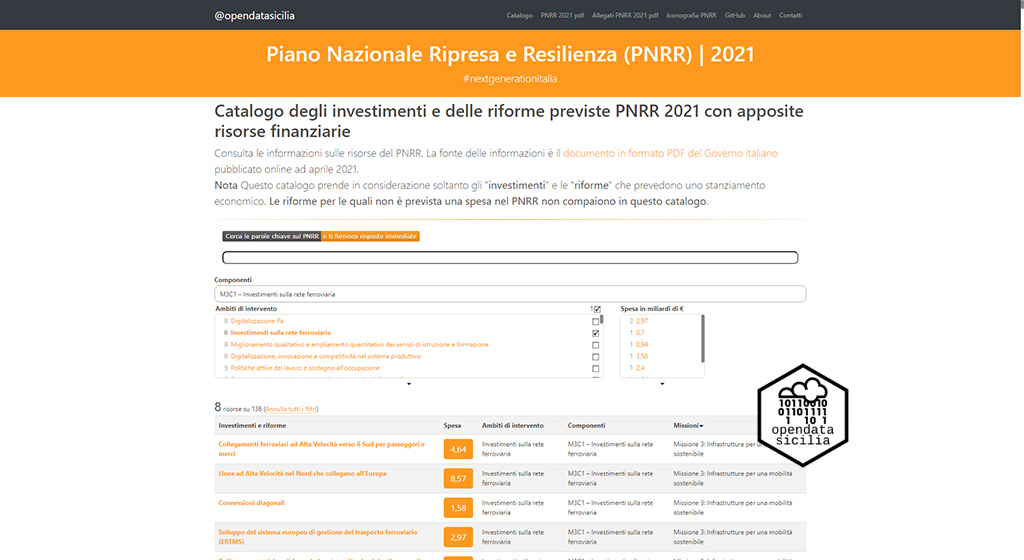 @opendatasicilia
Catalogo PNRR 2021 pdf Allegati PNRR 2021 pdf Iconografia PNRR GitHub About Contatti
Piano Nazionale Ripresa e Resilienza (PNRR) | 2021
#nextgenerationitalia
Catalogo degli investimenti e delle riforme previste PNRR 2021 con apposite
risorse finanziarie
Consulta le informazioni sulle risorse del PNRR. La fonte delle informazioni è il documento in formato PDF del Governo italiano
pubblicato online ad aprile 2021.
Nota Questo catalogo prende in considerazione soltanto gli "investimenti" e le "riforme" che prevedono uno stanziamento
economico. Le riforme per le quali non è prevista una spesa nel PNRR non compaiono in questo catalogo.
Cerca le parole chiave sul PNRR e ti fornisco risposte immediate
Componenti
M3C1 – Investimenti sulla rete ferroviaria
Ambiti di intervento 1 Spesa in miliardi di €
8 Digitalizzazione Pa 2 2,97
8 Investimenti sulla rete ferroviaria 1 0,7
8 Miglioramento qualitativo e ampliamento quantitativo dei servizi di istruzione e formazione 1 0,94
6 Digitalizzazione, innovazione e competitività nel sistema produttivo 1 1,58
5 Politiche attive del lavoro e sostegno all'occupazione 1 2,4
8 risorse su 136 (Annulla tutti i filtri)
Investimenti e riforme Spesa Ambiti di intervento Componenti Missioni
Collegamenti ferroviari ad Alta Velocità verso il Sud per passeggeri e
merci
4,64
Investimenti sulla rete
ferroviaria
M3C1 – Investimenti sulla rete
ferroviaria
Missione 3: Infrastrutture per una mobilità
sostenibile
Linee ad Alta Velocità nel Nord che collegano all'Europa
8,57
Investimenti sulla rete
ferroviaria
M3C1 – Investimenti sulla rete
ferroviaria
Missione 3: Infrastrutture per una mobilità
sostenibile
Connessioni diagonali
1,58
Investimenti sulla rete
ferroviaria
M3C1 – Investimenti sulla rete
ferroviaria
Missione 3: Infrastrutture per una mobilità
sostenibile
Sviluppo del sistema europeo di gestione del trasporto ferroviario
(ERTMS)
2,97
Investimenti sulla rete
ferroviaria
M3C1 – Investimenti sulla rete
ferroviaria
Missione 3: Infrastrutture per una mobilità
sostenibile
10110010
01101111
1 10 1
opendata
sicilia